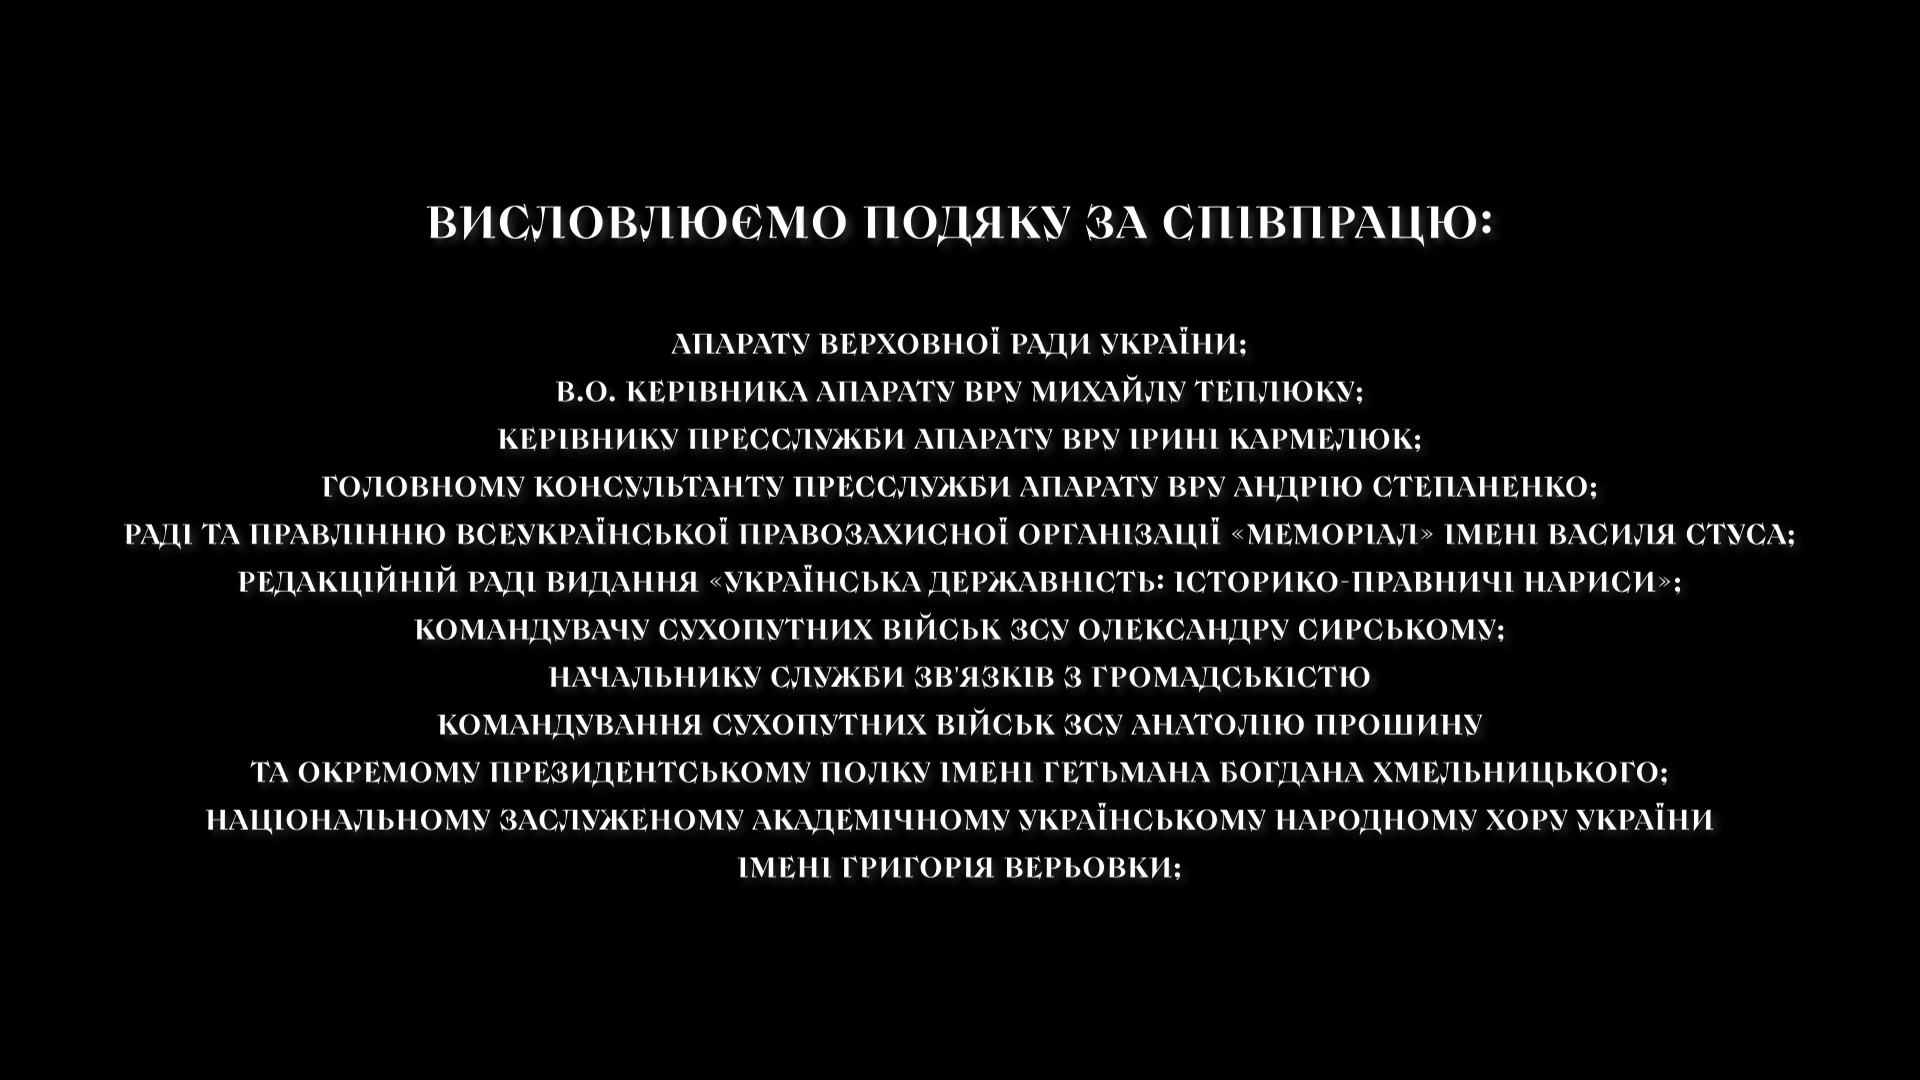 ВИСЛОВЛЮЄМО ПОДЯКУ ЗА СПІВПРАЦЮ:
АПАРАТУ ВЕРХОВНОЇ РАДИ УКРАЇНИ;
В.О. КЕРІВНИКА АПАРАТУ ВРУ МИХАЙЛУ ТЕПЛЮКУ;
КЕРІВНИКУ ПРЕССЛУЖБИ АПАРАТУ ВРУ ІРИНІ КАРМЕЛЮК;
ГОЛОВНОМУ КОНСУЛЬТАНТУ ПРЕССЛУЖБИ АПАРАТУ ВРУ АНДРІЮ СТЕПАНЕНКО;
РАДІ ТА ПРАВЛІННЮ ВСЕУКРАЇНСЬКОЇ ПРАВОЗАХИСНОЇ ОРГАНІЗАЦІЇ «МЕМОРІАЛ» ІМЕНІ ВАСИЛЯ СТУСА;
РЕДАКЦІЙНІЙ РАДІ ВИДАННЯ «УКРАЇНСЬКА ДЕРЖАВНІСТЬ: ІСТОРИКО-ПРАВНИЧІ НАРИСИ»;
КОМАНДУВАЧУ СУХОПУТНИХ ВІЙСЬК ЗСУ ОЛЕКСАНДРУ СИРСЬКОМУ;
НАЧАЛЬНИКУ СЛУЖБИ ЗВ'ЯЗКІВ З ГРОМАДСЬКІСТЮ
КОМАНДУВАННЯ СУХОПУТНИХ ВІЙСЬК ЗСУ АНАТОЛІЮ ПРОШИНУ
ТА ОКРЕМОМУ ПРЕЗИДЕНТСЬКОМУ ПОЛКУ ІМЕНІ ГЕТЬМАНА БОГДАНА ХМЕЛЬНИЦЬКОГО;
НАЦІОНАЛЬНОМУ ЗАСЛУЖЕНОМУ АКАДЕМІЧНОМУ УКРАЇНСЬКОМУ НАРОДНОМУ ХОРУ УКРАЇНИ
ІМЕНІ ГРИГОРІЯ ВЕРЬОВКИ;